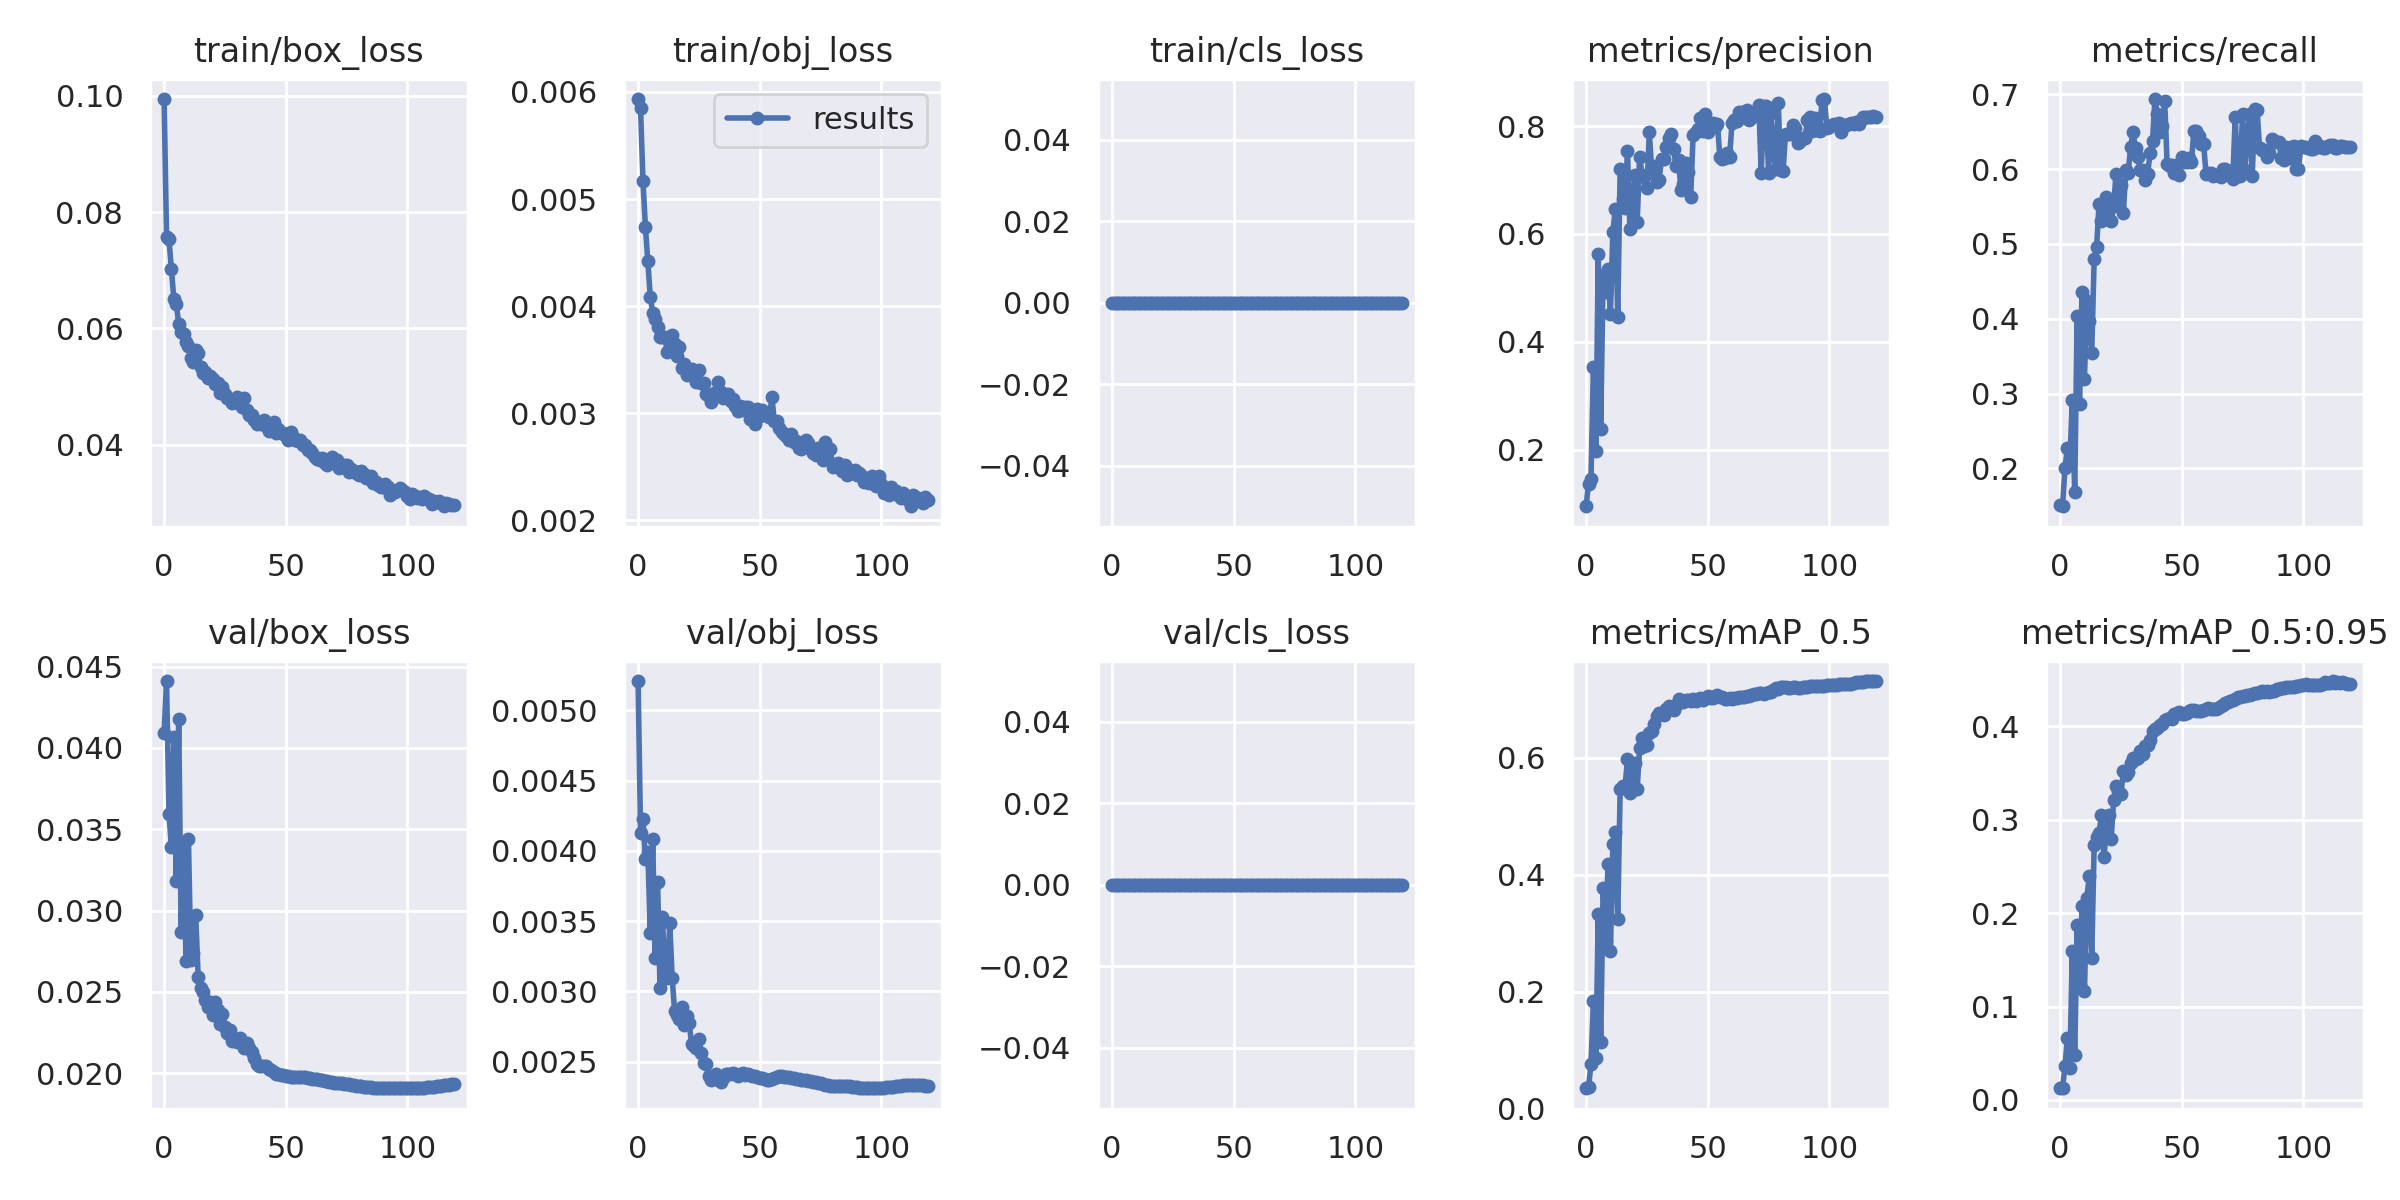 train/box_loss
0.10
0.08
0.06
0.04
0 50 100
train/obj_loss
results
0.006
0.005
0.004
0.003
0.002
0 50 100
train/cls_loss
0.04
0.02
0.00
−0.02
−0.04
0 50 100
metrics/precision
0.8
0.6
0.4
0.2
0 50 100
metrics/recall
0.7
0.6
0.5
0.4
0.3
0.2
0 50 100
val/box_loss
0.045
0.040
0.035
0.030
0.025
0.020
0 50 100
val/obj_loss
0.0050
0.0045
0.0040
0.0035
0.0030
0.0025
0 50 100
val/cls_loss
0.04
0.02
0.00
−0.02
−0.04
0 50 100
metrics/mAP_0.5
0.6
0.4
0.2
0.0
0 50 100
metrics/mAP_0.5:0.95
0.4
0.3
0.2
0.1
0.0
0 50 100